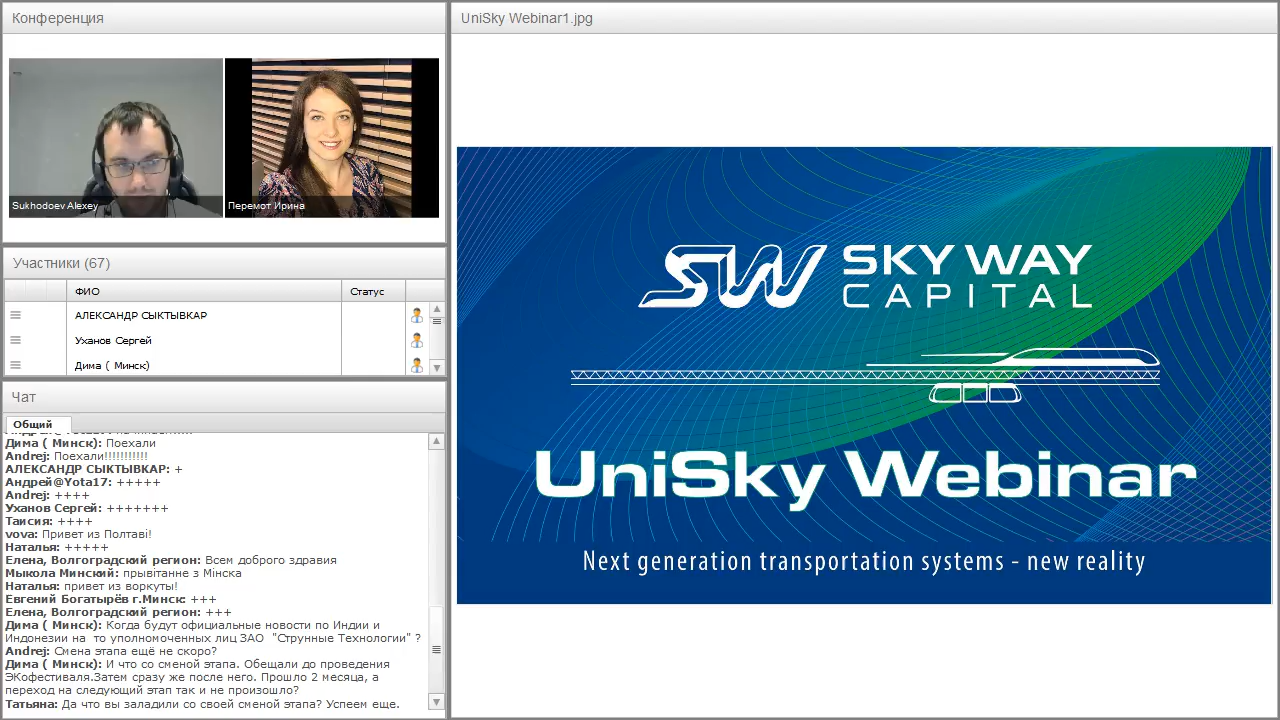 Конференция
UniSky Webinar1.jpg
Sukhodoev Alexey
Перемот Ирина
Участники (67)
ФИО
Статус
АЛЕКСАНДР СЫКТЫВКАР
Уханов Сергей
Дима ( Минск)
Чат
Общий
Дима ( Минск): Поехали
Andrej: Поехали!!!!!!!!!!!
АЛЕКСАНДР СЫКТЫВКАР: +
Андрей@Yota17: +++++
Andrej: ++++
Уханов Сергей: +++++++
Таисия: ++++
vova: Привет из Полтаві!
Наталья: +++++
Елена, Волгоградский регион: Всем доброго здравия
Мыкола Минский: прывітанне з Мінска
Наталья: привет из воркуты!
Евгений Богатырёв г.Минск: +++
Елена, Волгоградский регион: +++
Дима ( Минск): Когда будут официальные новости по Индии и
Индонезии на то уполномоченных лиц ЗАО "Струнные Технологии" ?
Andrej: Смена этапа ещё не скоро?
Дима ( Минск): И что со сменой этапа. Обещали до проведения
ЭКофестиваля.Затем сразу же после него. Прошло 2 месяца, а
переход на следующий этап так и не произошло?
Татьяна: Да что вы заладили со своей сменой этапа? Успеем еще.
SW SKY WAY
CAPITAL
UniSky Webinar
Next generation transportation systems - new reality